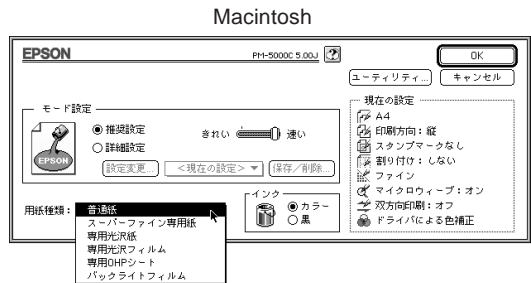 Macintosh
EPSON
PM-5000C 5.00J
?
OK
ユーティリティ...
キャンセル
モード設定
EPSON
推奨設定
きれい
速い
詳細設定
設定変更...
<現在の設定>
保存/削除...
用紙種類:
普通紙
スーパーファイン専用紙
専用光沢紙
専用光沢フィルム
専用OHPシート
バックライトフィルム
インク
カラー
黒
現在の設定
A4
印刷方向:縦
スタンプマークなし
割り付け:しない
ファイン
マイクロウィーブ:オン
双方向印刷:オフ
ドライバによる色補正